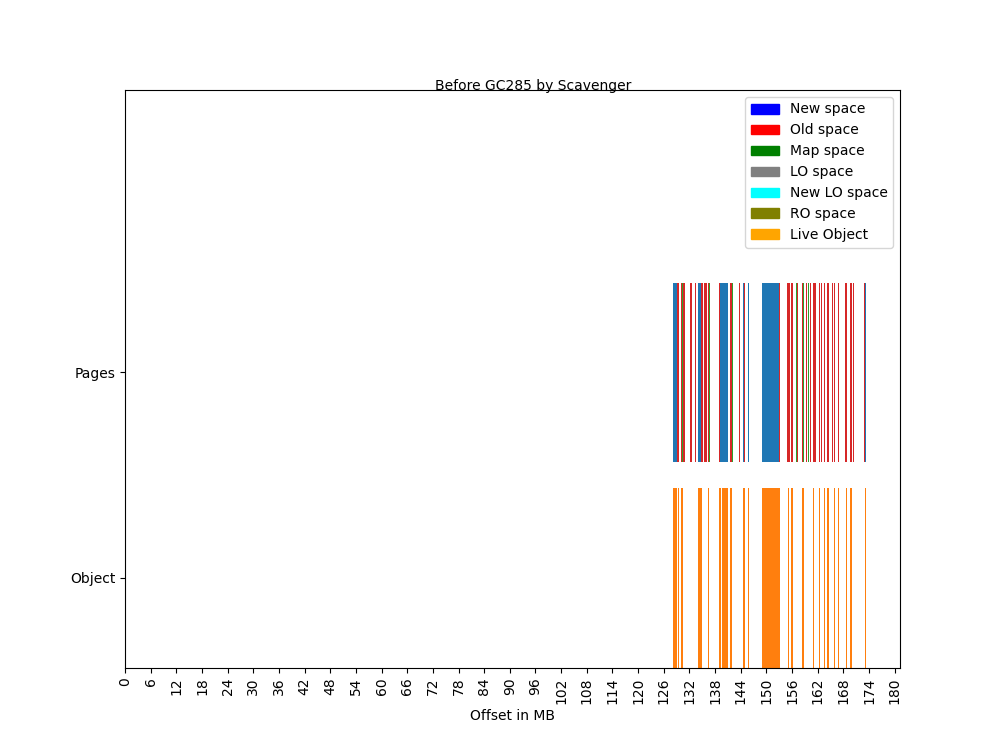 Before GC285 by Scavenger
New space
Old space
Map space
LO space
New LO space
RO space
Live Object
Pages
Object
0 6 12 18 24 30 36 42 48 54 60 66 72 78 84 90 96 102 108 114 120 126 132 138 144 150 156 162 168 174 180
Offset in MB